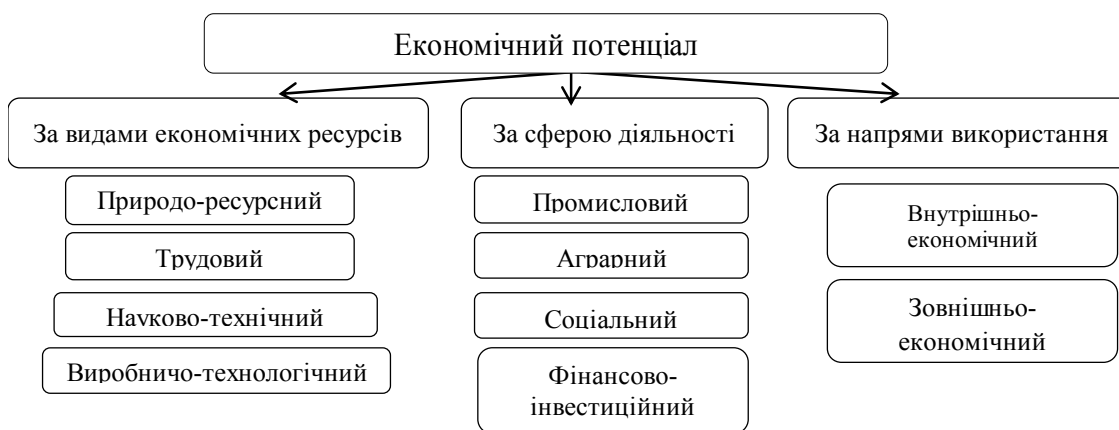 Економічний потенціал
За видами економічних ресурсів
Природо-ресурсний
Трудовий
Науково-технічний
Виробничо-технологічний
За сферою діяльності
Промисловий
Аграрний
Соціальний
Фінансово-
інвестиційний
За напрями використання
Внутрішньо-
економічний
Зовнішньо-
економічний